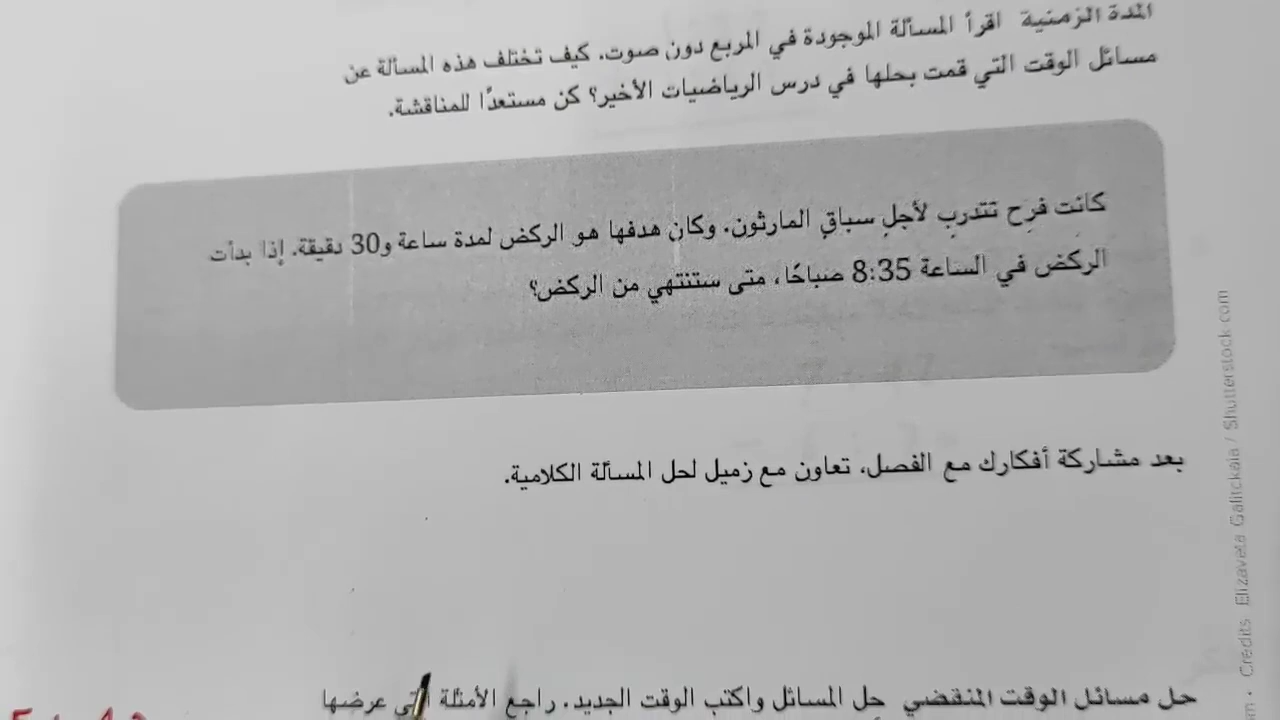 المدة الزمنية اقرأ المسألة الموجودة في المربع دون صوت. كيف تختلف هذه المسألة عن
مسائل الوقت التي قمت بحلها في درس الرياضيات الأخير؟ كن مستعدًا للمناقشة.
كانت فرح تتدرب لأجل سباق المارثون. وكان هدفها هو الركض لمدة ساعة و30 دقيقة. إذا بدأت
الركض في الساعة 8:35 صباحًا، متى ستنتهي من الركض؟
بعد مشاركة أفكارك مع الفصل، تعاون مع زميل لحل المسألة الكلامية.
حل مسائل الوقت المنقضي حل المسائل واكتب الوقت الجديد. راجع الأمثلة التي عرضها
Credits Elizaveta Galitckaia / Shutterstock.com